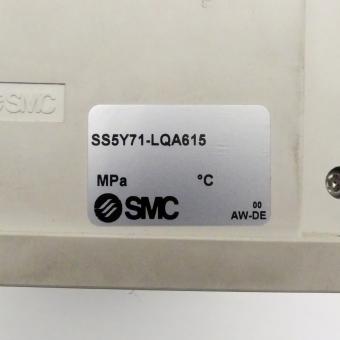 SMC
SS5Y71-LQA615
MPa °C
SMC
00
AW-DE